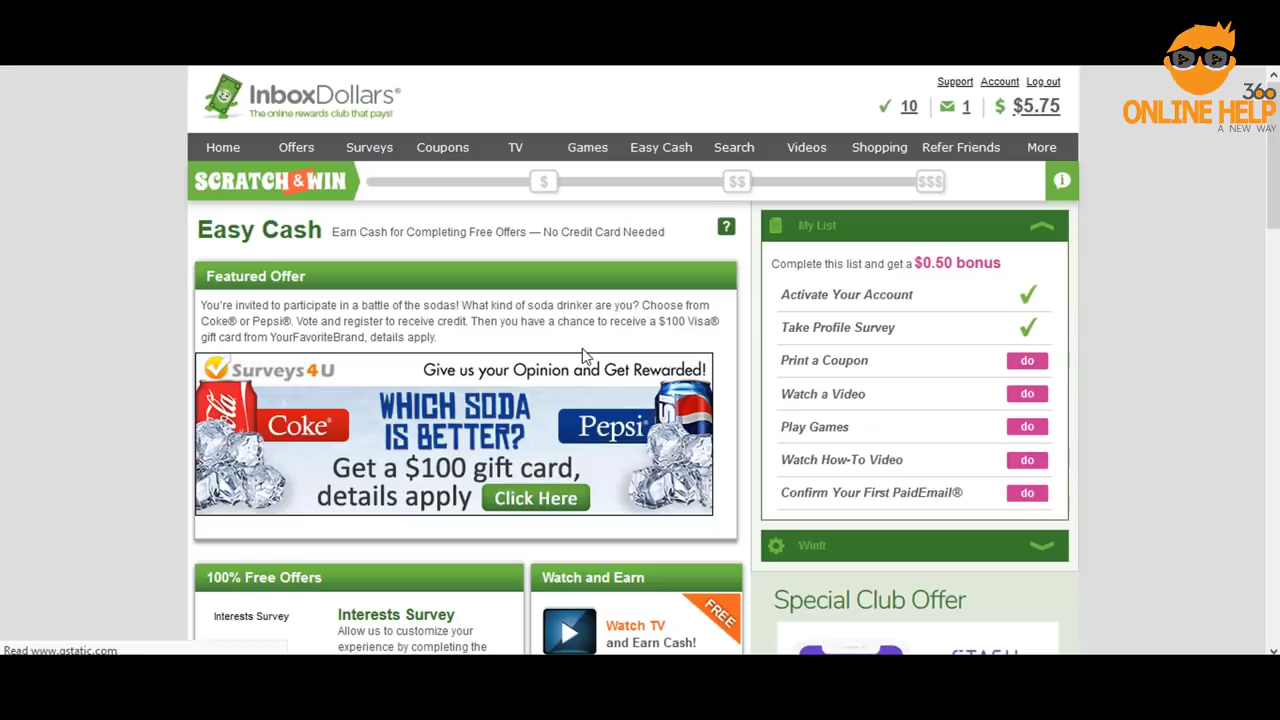 360
ONLINE HELP
A NEW WAY
InboxDollars®
The online rewards club that pays!
Support Account Log out
10 1 $ $5.75
Home Offers Surveys Coupons TV Games Easy Cash Search Videos Shopping Refer Friends More
SCRATCH & WIN $ $$ $$$ i
Easy Cash Earn Cash for Completing Free Offers — No Credit Card Needed ?
Featured Offer
You're invited to participate in a battle of the sodas! What kind of soda drinker are you? Choose from
Coke® or Pepsi®. Vote and register to receive credit. Then you have a chance to receive a $100 Visa®
gift card from YourFavoriteBrand, details apply.
Surveys4U Give us your Opinion and Get Rewarded!
WHICH SODA
IS BETTER?
Coke®
Pepsi®
Get a $100 gift card,
details apply Click Here
My List
Complete this list and get a $0.50 bonus
Activate Your Account
Take Profile Survey
Print a Coupon do
Watch a Video do
Play Games do
Watch How-To Video do
Confirm Your First PaidEmail® do
WinIt
100% Free Offers
Interests Survey
Interests Survey
Allow us to customize your
experience by completing the
Watch and Earn
FREE
Watch TV
and Earn Cash!
Special Club Offer
Read www.gstatic.com